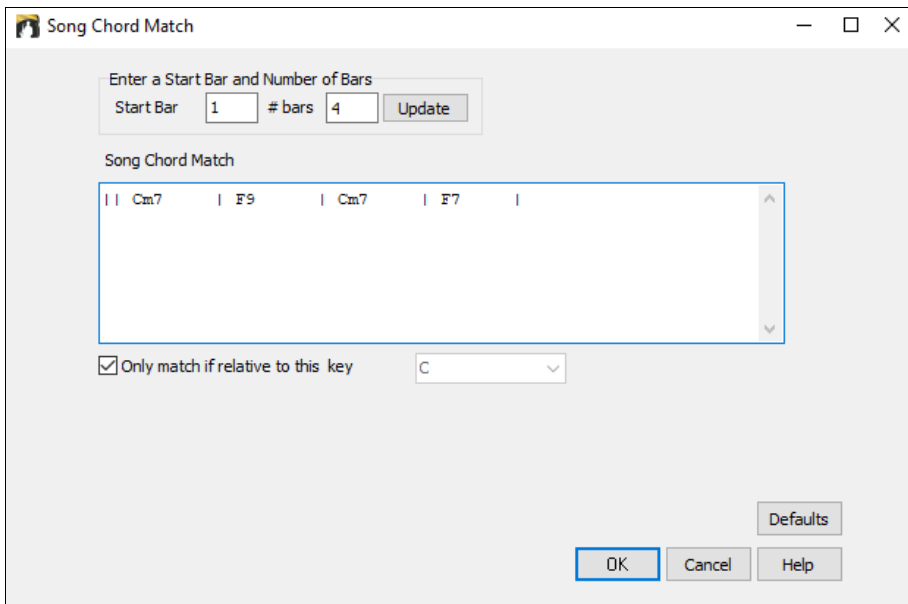 Song Chord Match
Enter a Start Bar and Number of Bars
Start Bar 1 # bars 4 Update
Song Chord Match
|| Cm7 | F9 | Cm7 | F7 |
Only match if relative to this key C
Defaults
OK Cancel Help